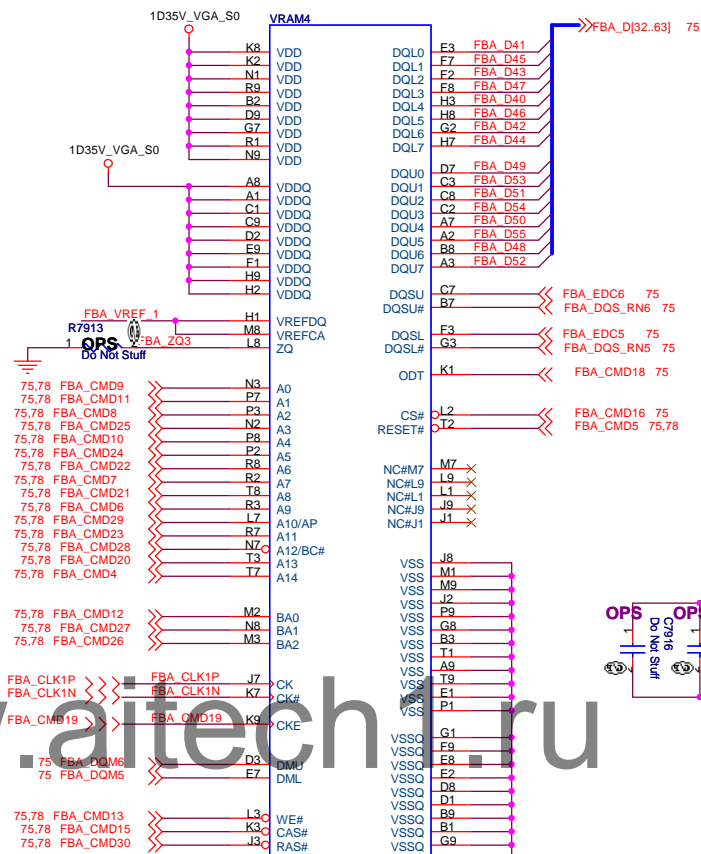 1D35V_VGA_S0
VRAM4
FBA_D[32..63] 75
K8 VDD DQL0 E3 FBA_D41
K2 VDD DQL1 F7 FBA_D45
N1 VDD DQL2 F2 FBA_D43
R9 VDD DQL3 F8 FBA_D47
B2 VDD DQL4 H3 FBA_D40
D9 VDD DQL5 H8 FBA_D46
G7 VDD DQL6 G2 FBA_D42
R1 VDD DQL7 H7 FBA_D44
N9 VDD
1D35V_VGA_S0
DQU0 D7 FBA_D49
A8 VDDQ DQU1 C3 FBA_D53
A1 VDDQ DQU2 C8 FBA_D51
C1 VDDQ DQU3 C2 FBA_D54
C9 VDDQ DQU4 A7 FBA_D50
D2 VDDQ DQU5 A2 FBA_D55
E9 VDDQ DQU6 B8 FBA_D48
F1 VDDQ DQU7 A3 FBA_D52
H9 VDDQ
H2 VDDQ DQSU C7 FBA_EDC6 75
DQSU# B7 FBA_DQS_RN6 75
FBA_VREF_1 H1 VREFDQ
R7913 M8 VREFCA DQSL F3 FBA_EDC5 75
1 OPS 2 FBA_ZQ3 L8 ZQ DQSL# G3 FBA_DQS_RN5 75
Do Not Stuff
ODT K1 FBA_CMD18 75
75,78 FBA_CMD9 N3 A0
75,78 FBA_CMD11 P7 A1
75,78 FBA_CMD8 P3 A2 CS# L2 FBA_CMD16 75
75,78 FBA_CMD25 N2 A3 RESET# T2 FBA_CMD5 75,78
75,78 FBA_CMD10 P8 A4
75,78 FBA_CMD24 P2 A5
75,78 FBA_CMD22 R8 A6 NC#M7 M7
75,78 FBA_CMD7 R2 A7 NC#L9 L9
75,78 FBA_CMD21 T8 A8 NC#L1 L1
75,78 FBA_CMD6 R3 A9 NC#J9 J9
75,78 FBA_CMD29 L7 A10/AP NC#J1 J1
75,78 FBA_CMD23 R7 A11
75,78 FBA_CMD28 N7 A12/BC#
75,78 FBA_CMD20 T3 A13 VSS J8
75,78 FBA_CMD4 T7 A14 VSS M1
VSS M9
VSS J2
75,78 FBA_CMD12 M2 BA0 VSS P9
75,78 FBA_CMD27 N8 BA1 VSS G8
75,78 FBA_CMD26 M3 BA2 VSS B3
VSS T1
VSS A9
FBA_CLK1P FBA_CLK1P J7 CK VSS T9
FBA_CLK1N FBA_CLK1N K7 CK# VSS E1
VSS P1
FBA_CMD19 FBA_CMD19 K9 CKE
VSSQ G1
VSSQ F9
75 FBA_DQM6 D3 DMU VSSQ E8
75 FBA_DQM5 E7 DML VSSQ E2
VSSQ D8
VSSQ D1
75,78 FBA_CMD13 L3 WE# VSSQ B9
75,78 FBA_CMD15 K3 CAS# VSSQ B1
75,78 FBA_CMD30 J3 RAS# VSSQ G9
OPS OP
1
C7916
Do Not Stuff
2
1
w.aitech1.ru